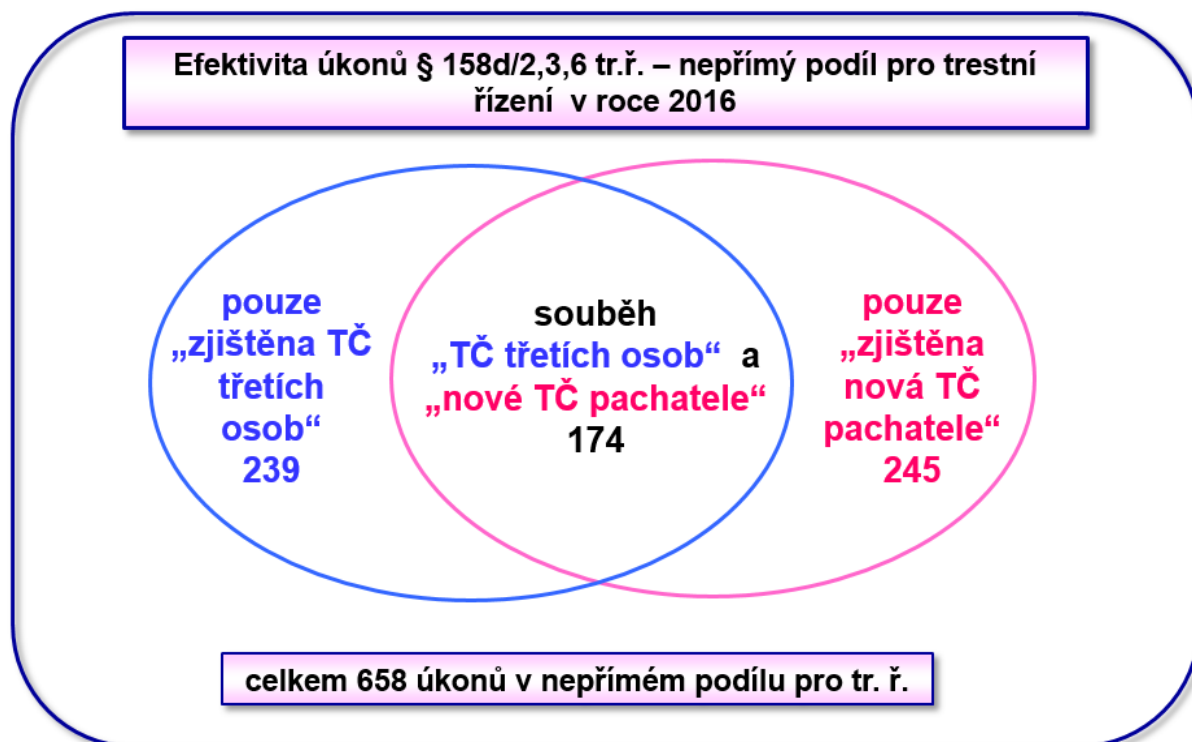 Efektivita úkonů § 158d/2,3,6 tr.ř. – nepřímý podíl pro trestní
řízení v roce 2016
pouze
„zjištěna TČ
třetích
osob“
239
souběh
„TČ třetích osob“ a
„nové TČ pachatele“
174
pouze
„zjištěna
nová TČ
pachatele“
245
celkem 658 úkonů v nepřímém podílu pro tr. ř.